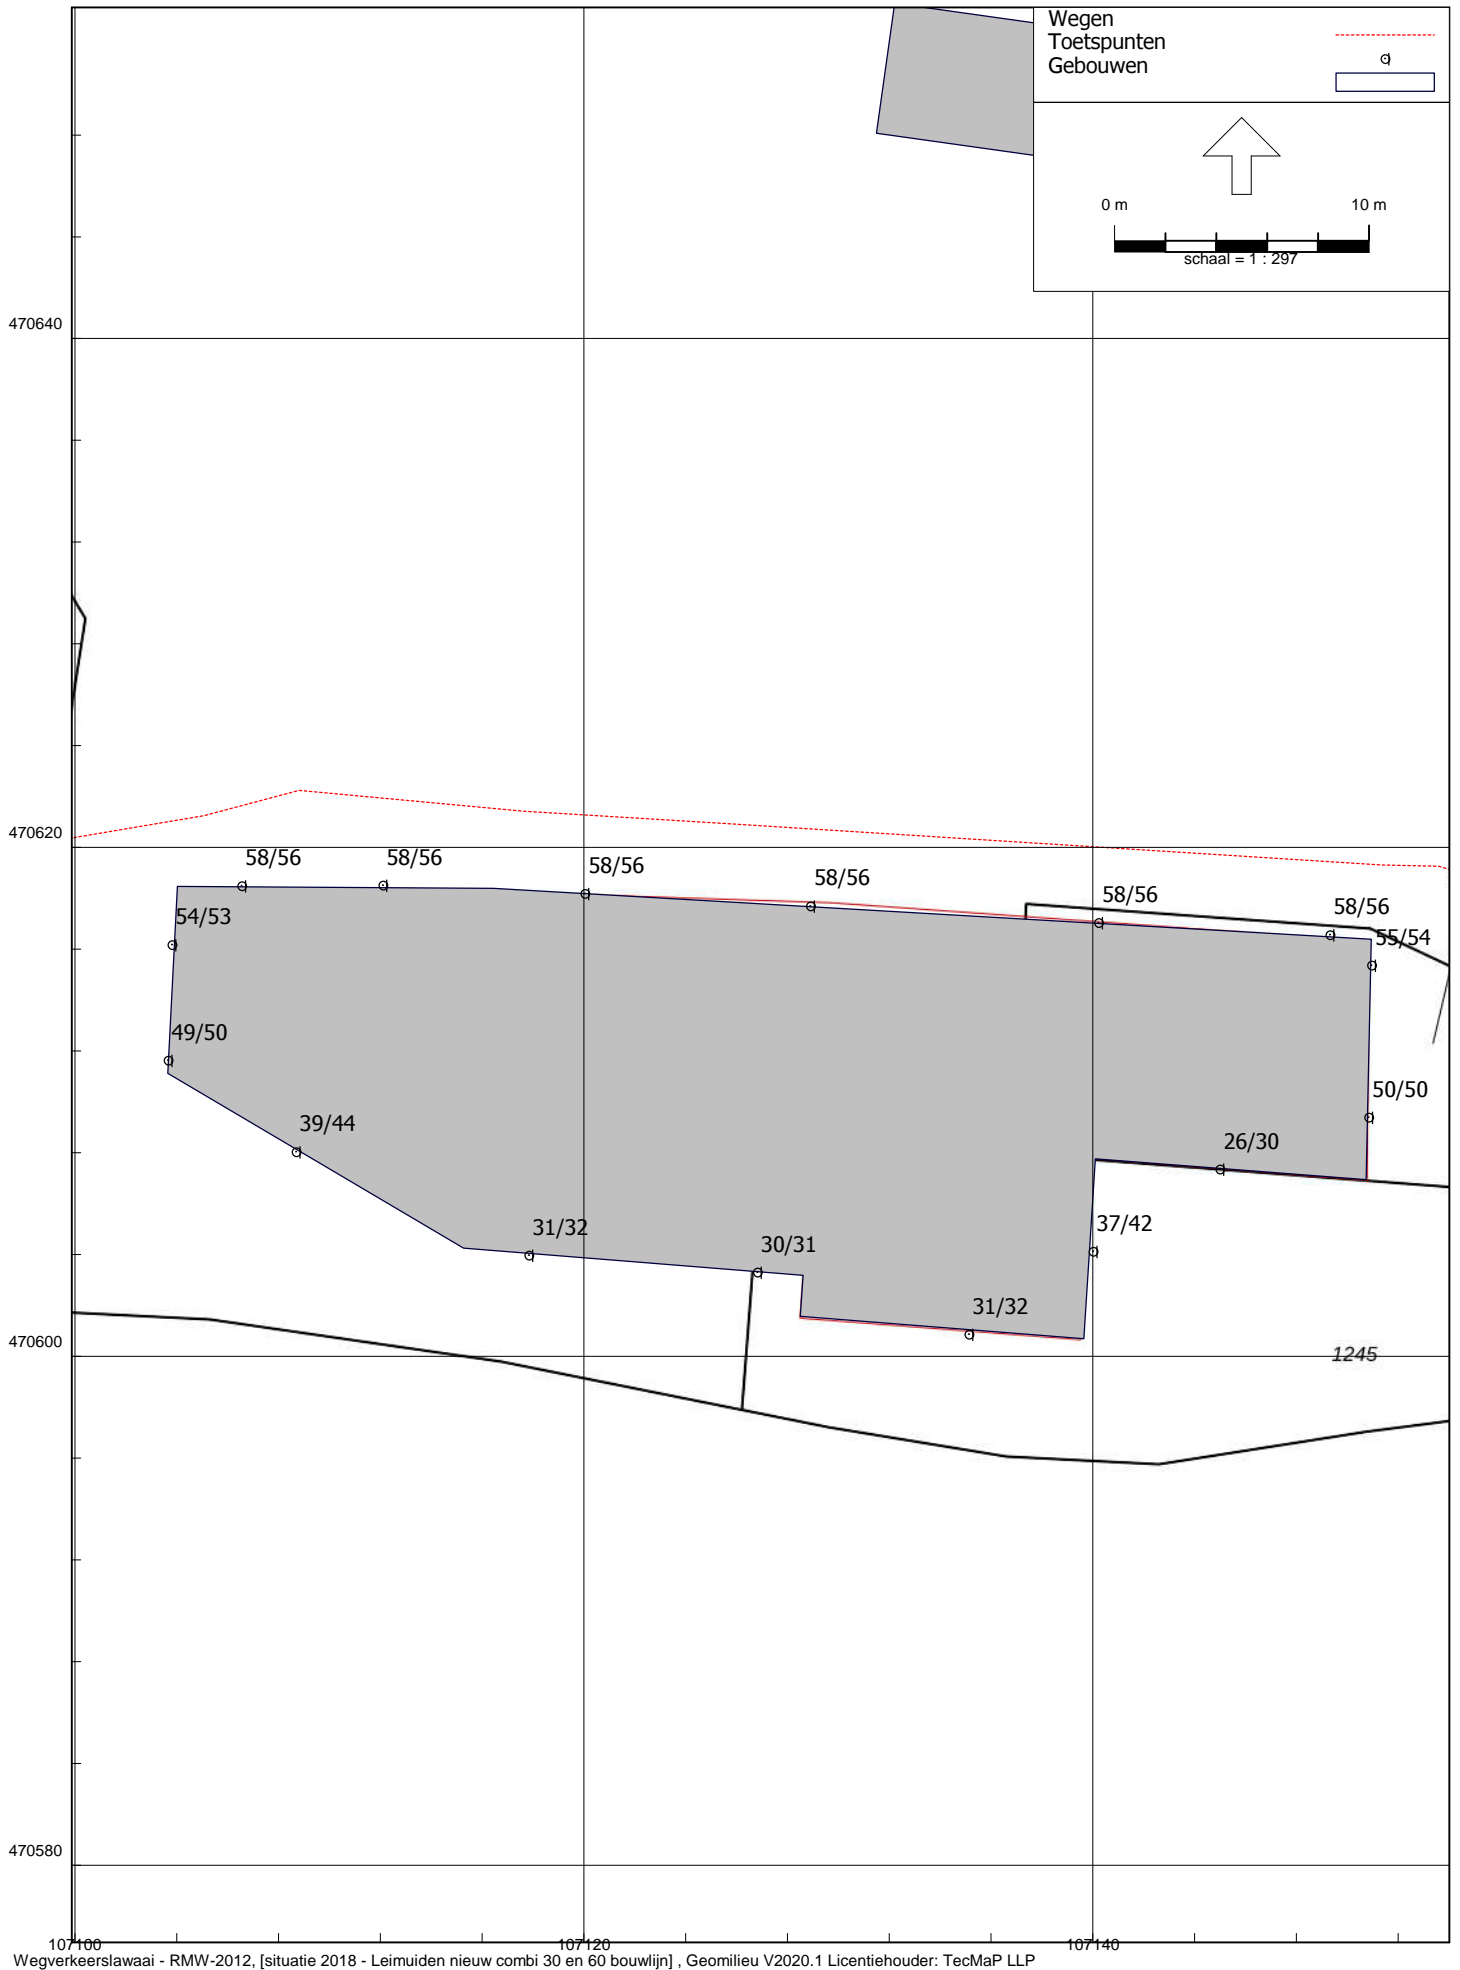 Wegen
Toetspunten
Gebouwen
0 m 10 m
schaal = 1 : 297
470640
470620
58/56 58/56 58/56 58/56 58/56 58/56
54/53 55/54
49/50
50/50
39/44
26/30
31/32 30/31 37/42
31/32
470600 1245
470580
107100 107120 107140
Wegverkeerslawaai - RMW-2012, [situatie 2018 - Leimuiden nieuw combi 30 en 60 bouwlijn] , Geomilieu V2020.1 Licentiehouder: TecMaP LLP